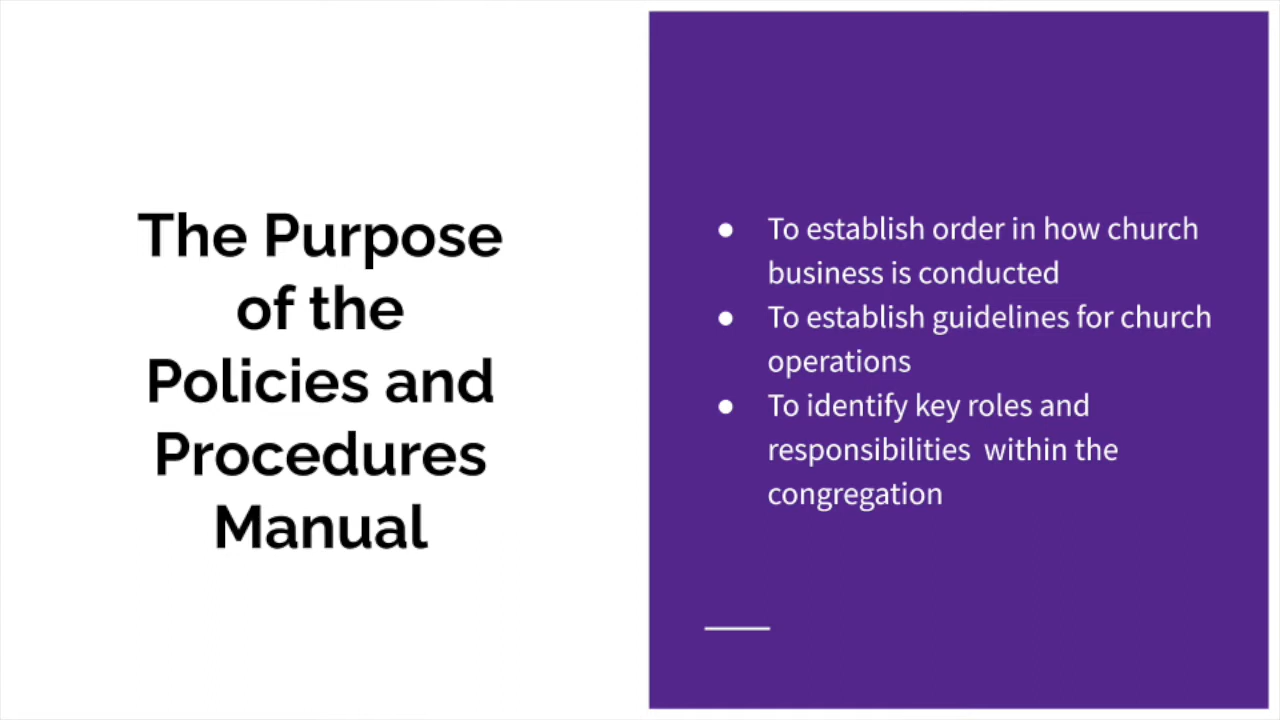 The Purpose
of the
Policies and
Procedures
Manual
● To establish order in how church
business is conducted
● To establish guidelines for church
operations
● To identify key roles and
responsibilities  within the
congregation